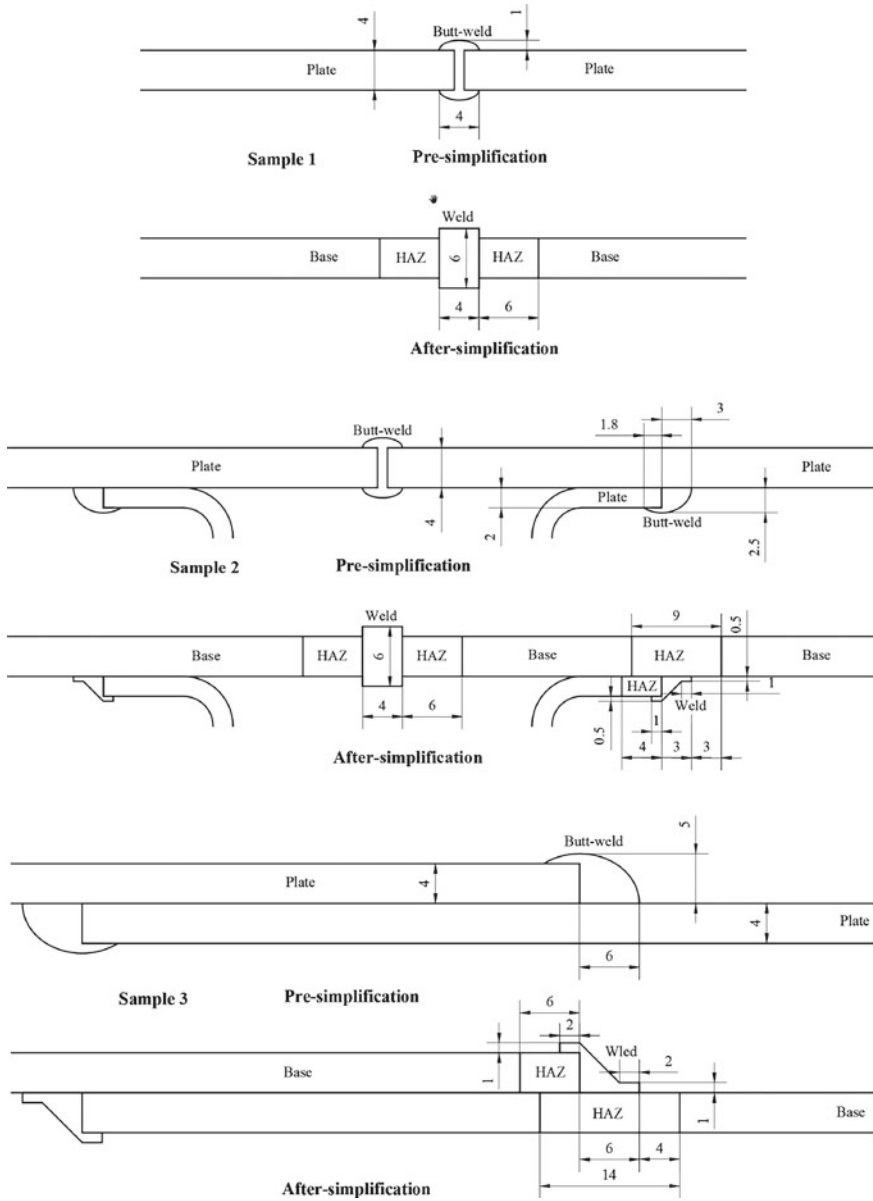 1
4
Butt-weld
Plate
Plate
4
Sample 1
Pre-simplification
Weld
Base
HAZ
6
HAZ
Base
4
6
After-simplification
3
1.8
Butt-weld
Plate
Plate
Plate
4
2
Butt-weld
2.5
Sample 2
Pre-simplification
Weld
9
0.5
Base
HAZ
6
HAZ
Base
HAZ
Base
HAZ
1
Weld
4
6
0.5
1
4
3
3
After-simplification
5
Butt-weld
Plate
4
4
Plate
6
Sample 3
Pre-simplification
6
2
Wled
2
1
Base
HAZ
HAZ
1
Base
6
4
14
After-simplification